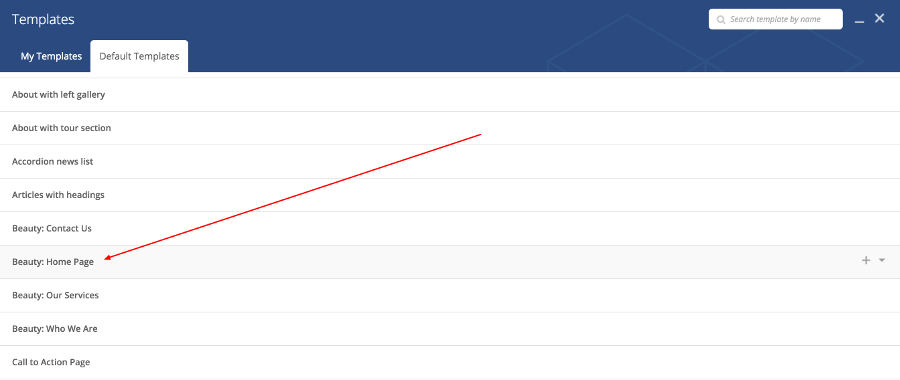 Templates
Search template by name
My Templates
Default Templates
About with left gallery
About with tour section
Accordion news list
Articles with headings
Beauty: Contact Us
Beauty: Home Page
Beauty: Our Services
Beauty: Who We Are
Call to Action Page